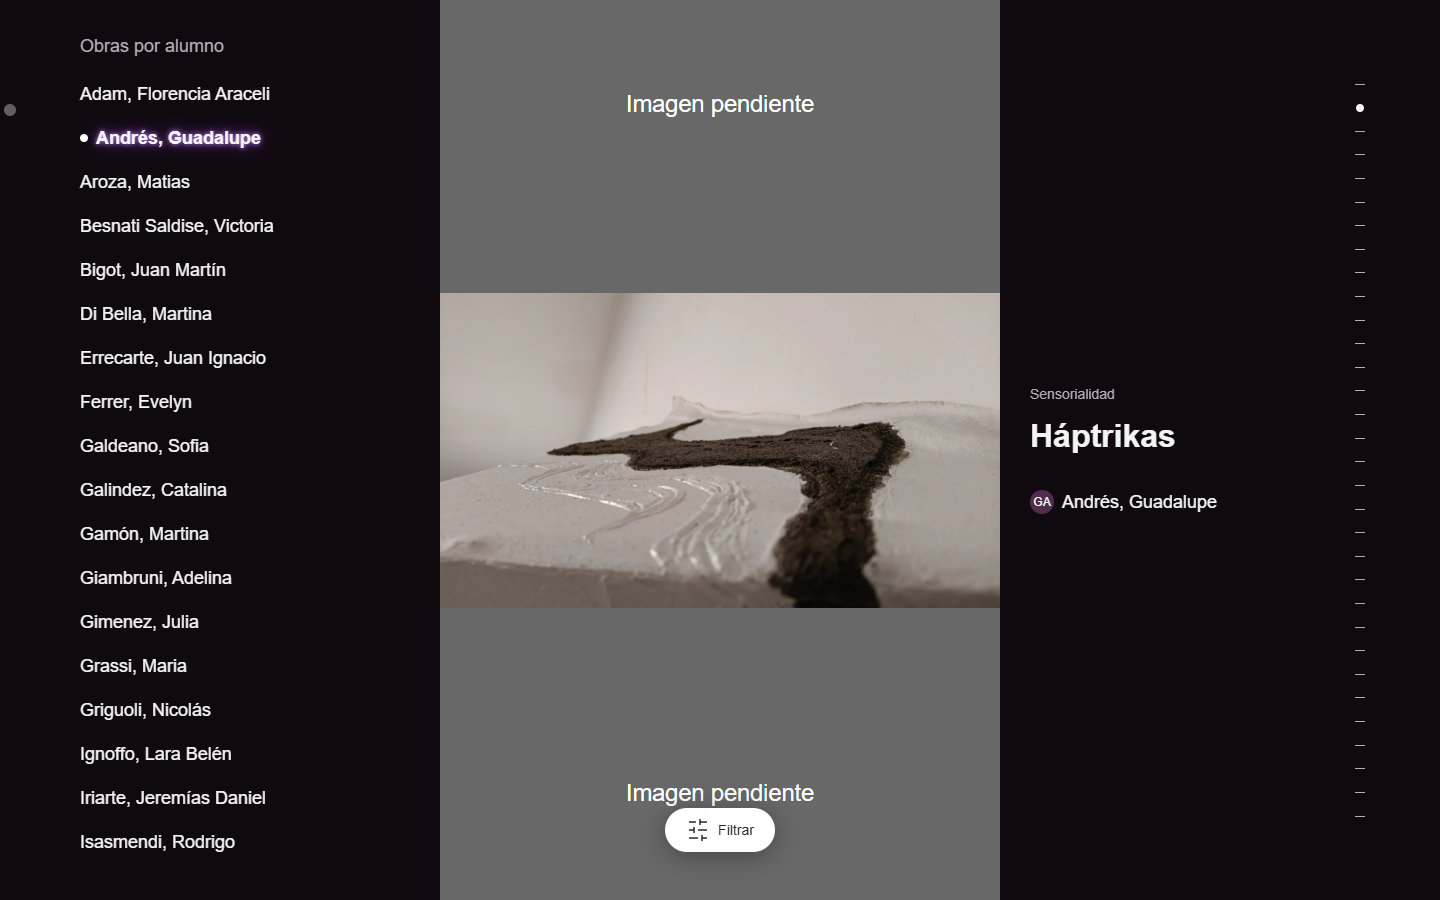 Obras por alumno
Adam, Florencia Araceli
Andrés, Guadalupe
Aroza, Matias
Besnati Saldise, Victoria
Bigot, Juan Martín
Di Bella, Martina
Errecarte, Juan Ignacio
Ferrer, Evelyn
Galdeano, Sofia
Galindez, Catalina
Gamón, Martina
Giambruni, Adelina
Gimenez, Julia
Grassi, Maria
Griguoli, Nicolás
Ignoffo, Lara Belén
Iriarte, Jeremías Daniel
Isasmendi, Rodrigo
Imagen pendiente
Imagen pendiente
Filtrar
Sensorialidad
Háptrikas
GA Andrés, Guadalupe